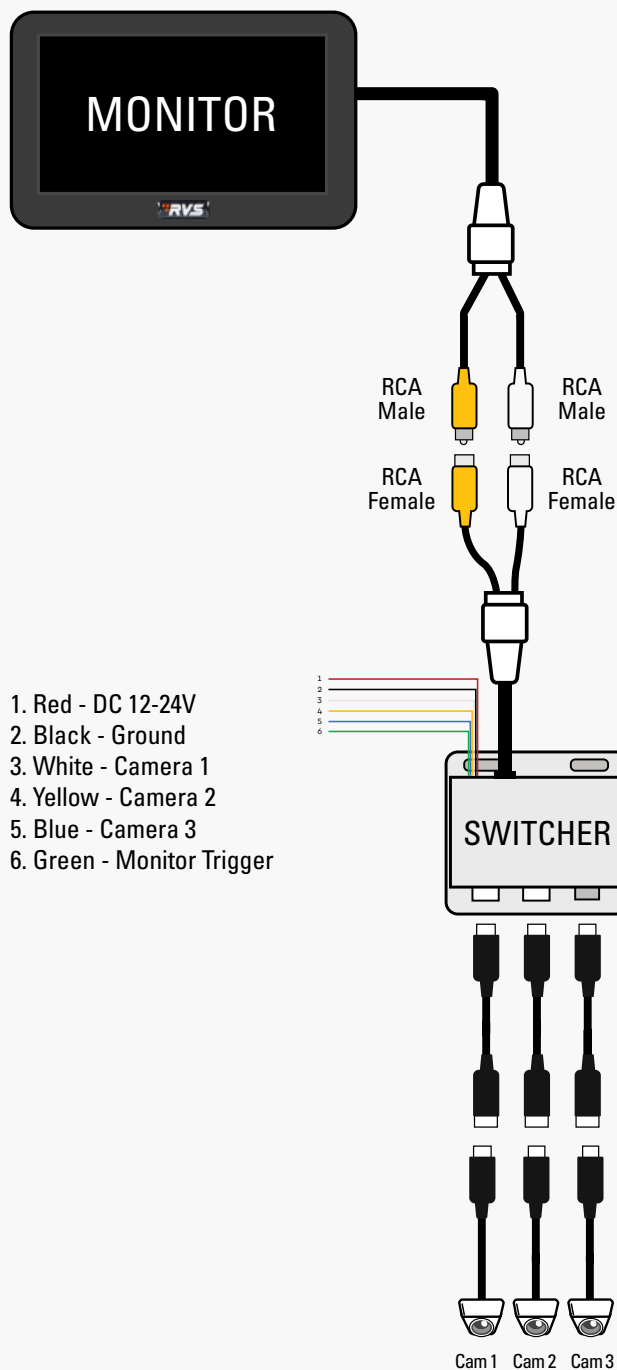 MONITOR
RVS
RCA
Male
RCA
Male
RCA
Female
RCA
Female
1
2
3
4
5
6
1. Red - DC 12-24V
2. Black - Ground
3. White - Camera 1
4. Yellow - Camera 2
5. Blue - Camera 3
6. Green - Monitor Trigger
SWITCHER
Cam 1 Cam 2 Cam 3